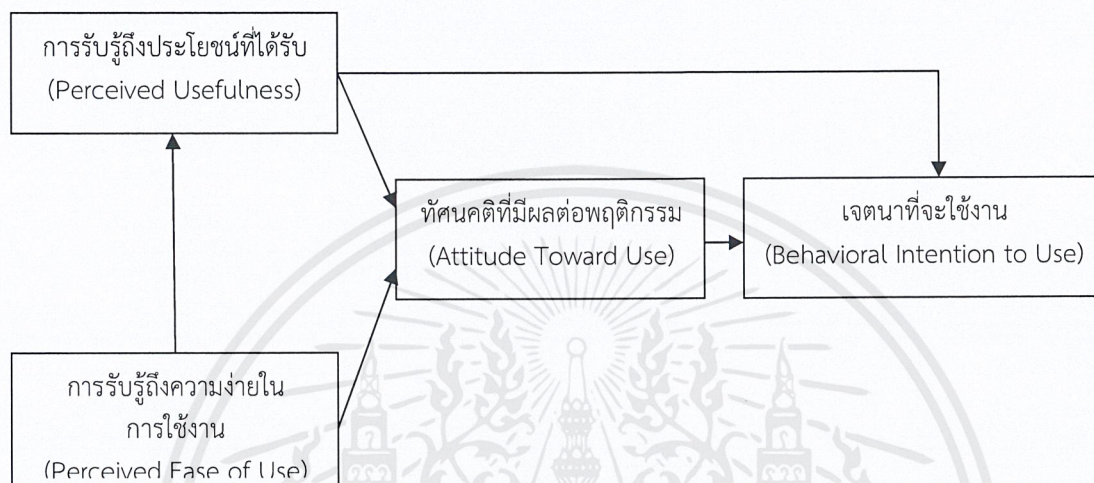 การรับรู้ถึงประโยชน์ที่ได้รับ
(Perceived Usefulness)
ทัศนคติที่มีผลต่อพฤติกรรม
(Attitude Toward Use)
เจตนาที่จะใช้งาน
(Behavioral Intention to Use)
การรับรู้ถึงความง่ายใน
การใช้งาน
(Perceived Ease of Use)